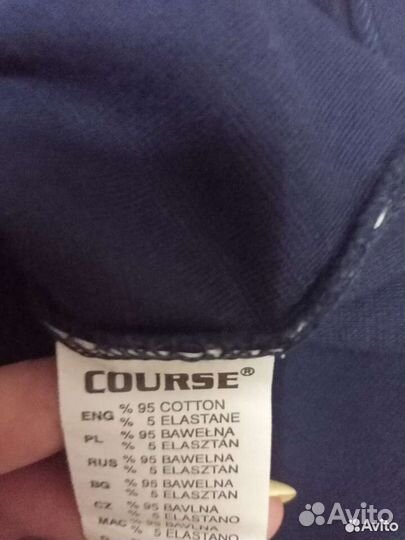 COURSE®
ENG % 95 COTTON
% 5 ELASTANE
PL % 95 BAWEŁNA
% 5 ELASZTAN
RUS % 95 BAWELNA
% 5 ELASZTAN
BG % 95 BAWELNA
% 5 ELASZTAN
CZ % 95 BAVLNA
% 5 ELASTANO
MAC % 95 BAVLNA
% 5 ELASTANO
Avito
Avito